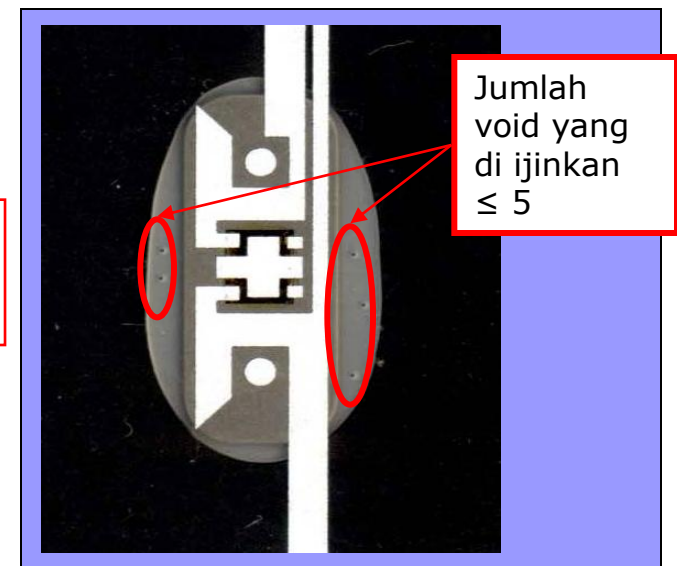 Jumlah
void yang
di ijinkan
≤ 5